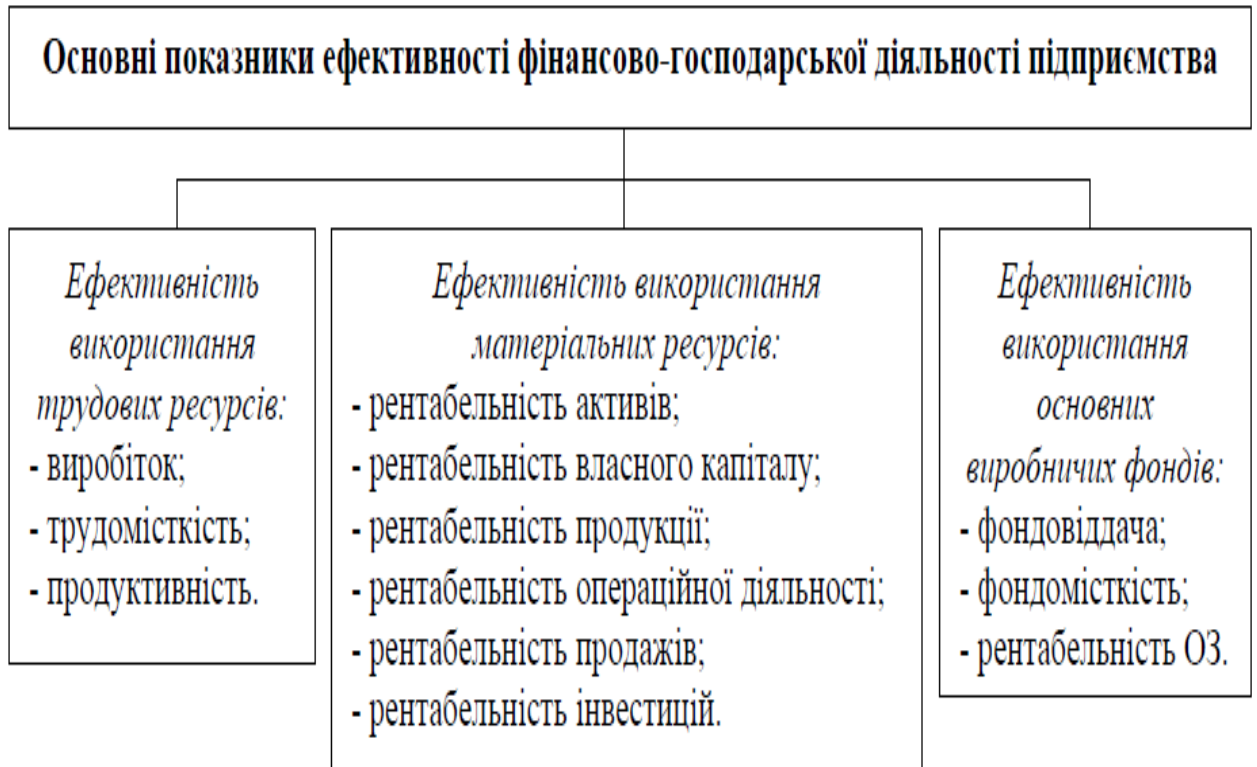 Основні показники ефективності фінансово-господарської діяльності підприємства
Ефективність
використання
трудових ресурсів:
- виробіток;
- трудомісткість;
- продуктивність.
Ефективність використання
матеріальних ресурсів:
- рентабельність активів;
- рентабельність власного капіталу;
- рентабельність продукції;
- рентабельність операційної діяльності;
- рентабельність продажів;
- рентабельність інвестицій.
Ефективність
використання
основних
виробничих фондів:
- фондовіддача;
- фондомісткість;
- рентабельність ОЗ.